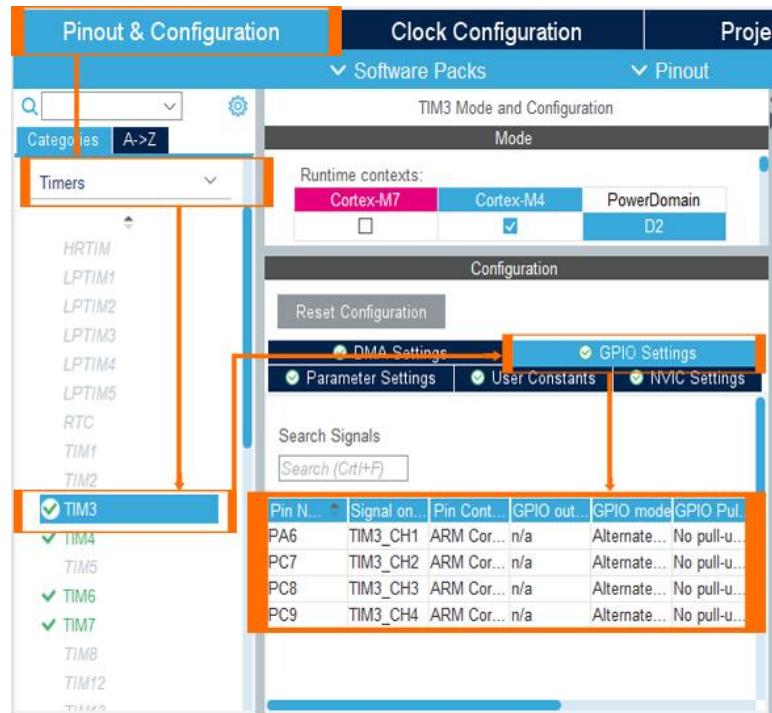 Pinout & Configuration
Clock Configuration
Proje
Software Packs
Pinout
TIM3 Mode and Configuration
Categories
A->Z
Mode
Timers
Runtime contexts:
Cortex-M7
Cortex-M4
PowerDomain
D2
HRTIM
LPTIM1
LPTIM2
LPTIM3
LPTIM4
LPTIM5
RTC
TIM1
TIM2
TIM3
TIM4
TIM5
TIM6
TIM7
TIM8
TIM12
TIM13
Configuration
Reset Configuration
DMA Settings
GPIO Settings
Parameter Settings
User Constants
NVIC Settings
Search Signals
Search (Crtl+F)
Pin N... Signal on... Pin Cont... GPIO out... GPIO mode GPIO Pul...
PA6 TIM3_CH1 ARM Cor... n/a Alternate... No pull-u...
PC7 TIM3_CH2 ARM Cor... n/a Alternate... No pull-u...
PC8 TIM3_CH3 ARM Cor... n/a Alternate... No pull-u...
PC9 TIM3_CH4 ARM Cor... n/a Alternate... No pull-u...